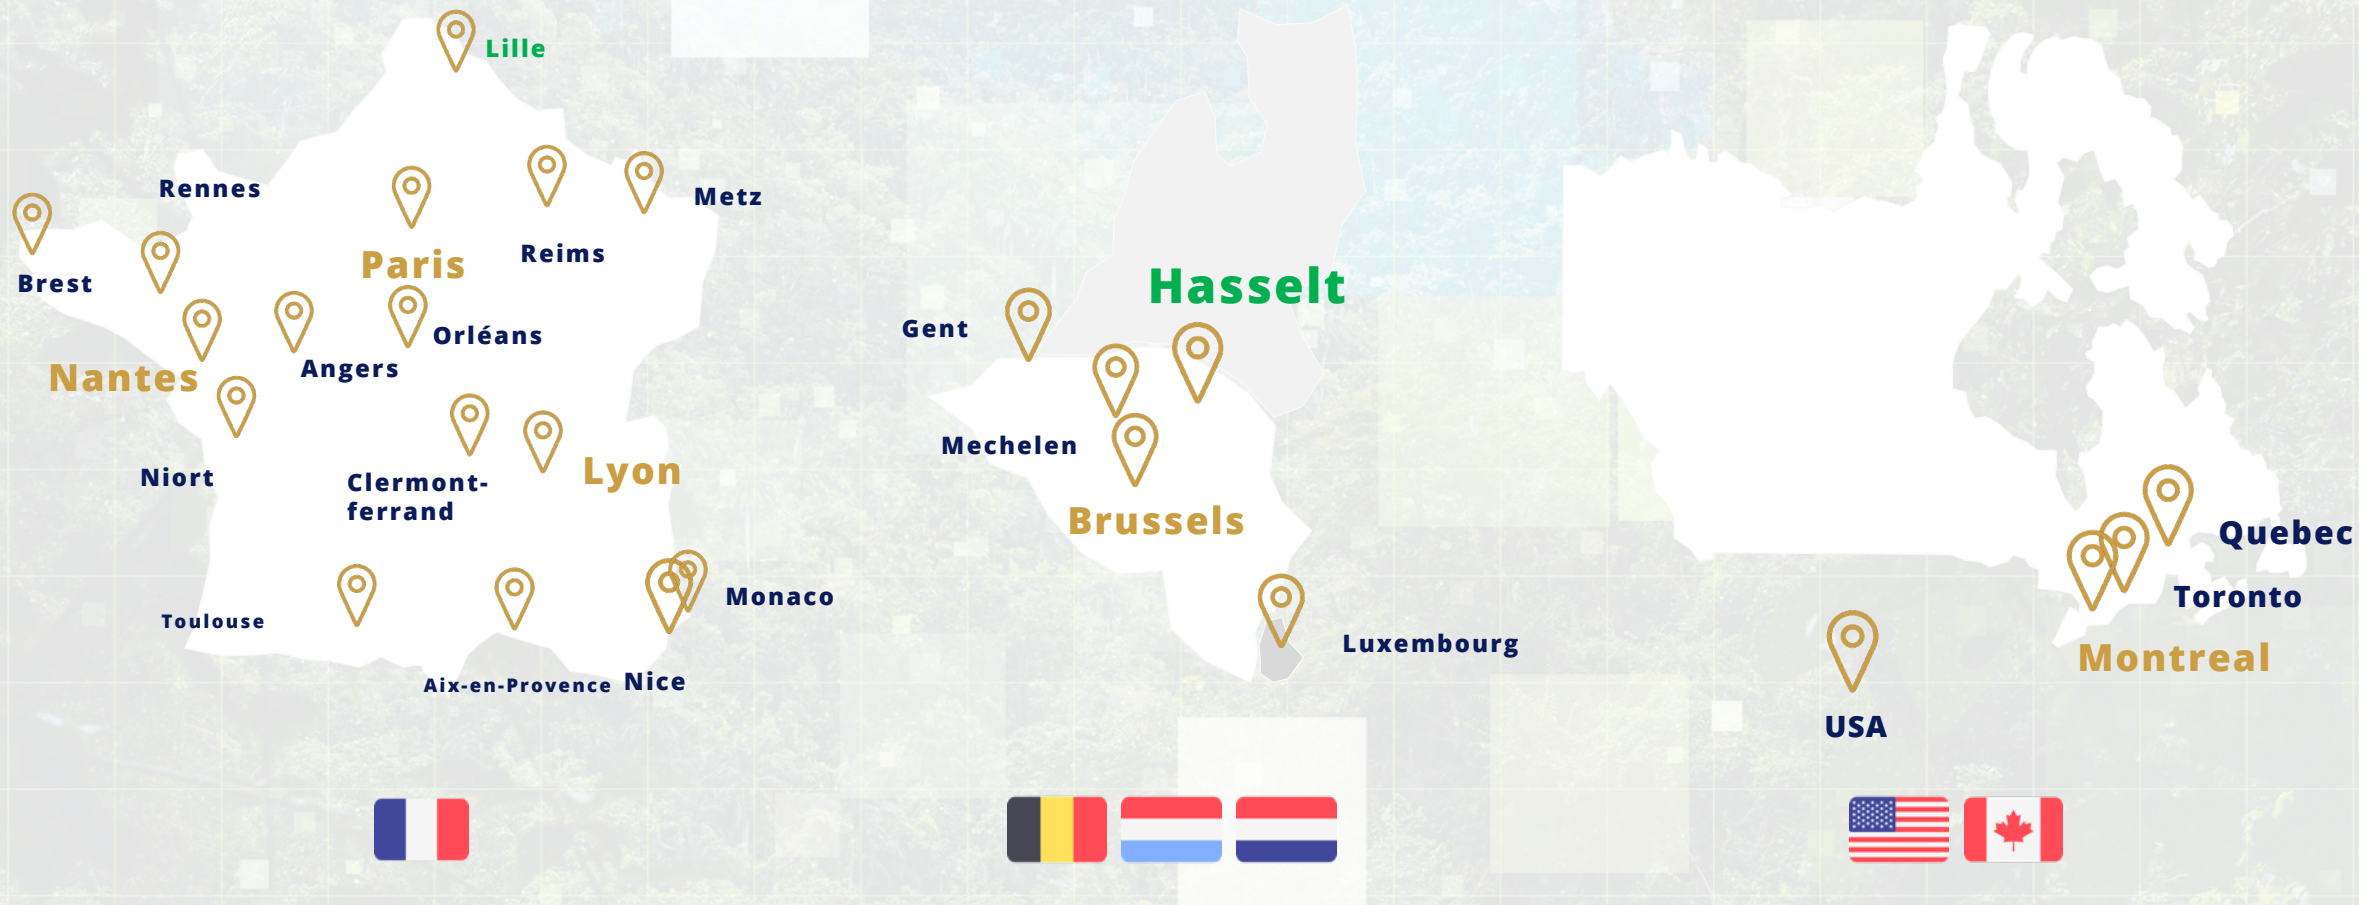 Lille
Rennes
Metz
Paris
Reims
Brest
Orléans
Angers
Nantes
Niort
Clermont-
ferrand
Lyon
Monaco
Toulouse
Aix-en-Provence
Nice
Hasselt
Gent
Mechelen
Brussels
Luxembourg
Quebec
Toronto
Montreal
USA